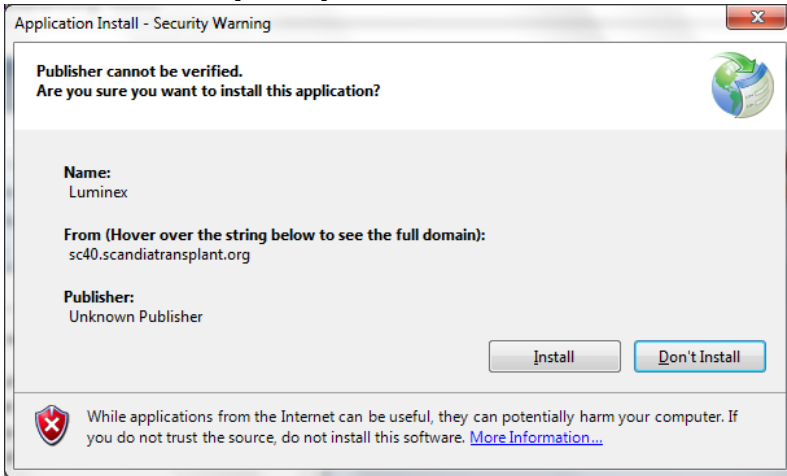 Application Install - Security Warning
Publisher cannot be verified.
Are you sure you want to install this application?
Name:
Luminex
From (Hover over the string below to see the full domain):
sc40.scandiatransplant.org
Publisher:
Unknown Publisher
Install
Don't Install
While applications from the Internet can be useful, they can potentially harm your computer. If
you do not trust the source, do not install this software. More Information...